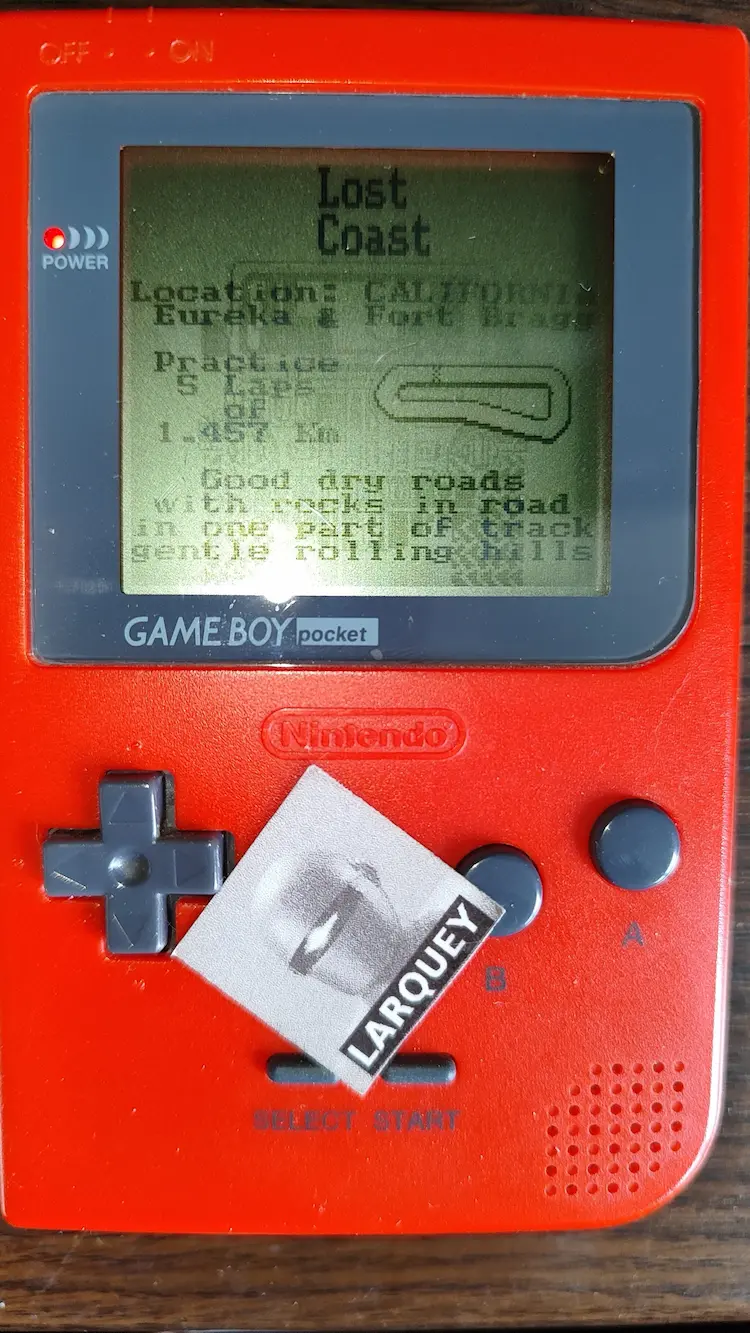 OFF ON
Lost
Coast
POWER
Location: CALIFORNIA
Eureka & Fort Bragg
Practice
5 Laps
of
1.457 Km
Good dry roads
with rocks in road
in one part of track
gentle rolling hills
GAME BOY pocket
Nintendo
A
B
LARQUEY
SELECT START